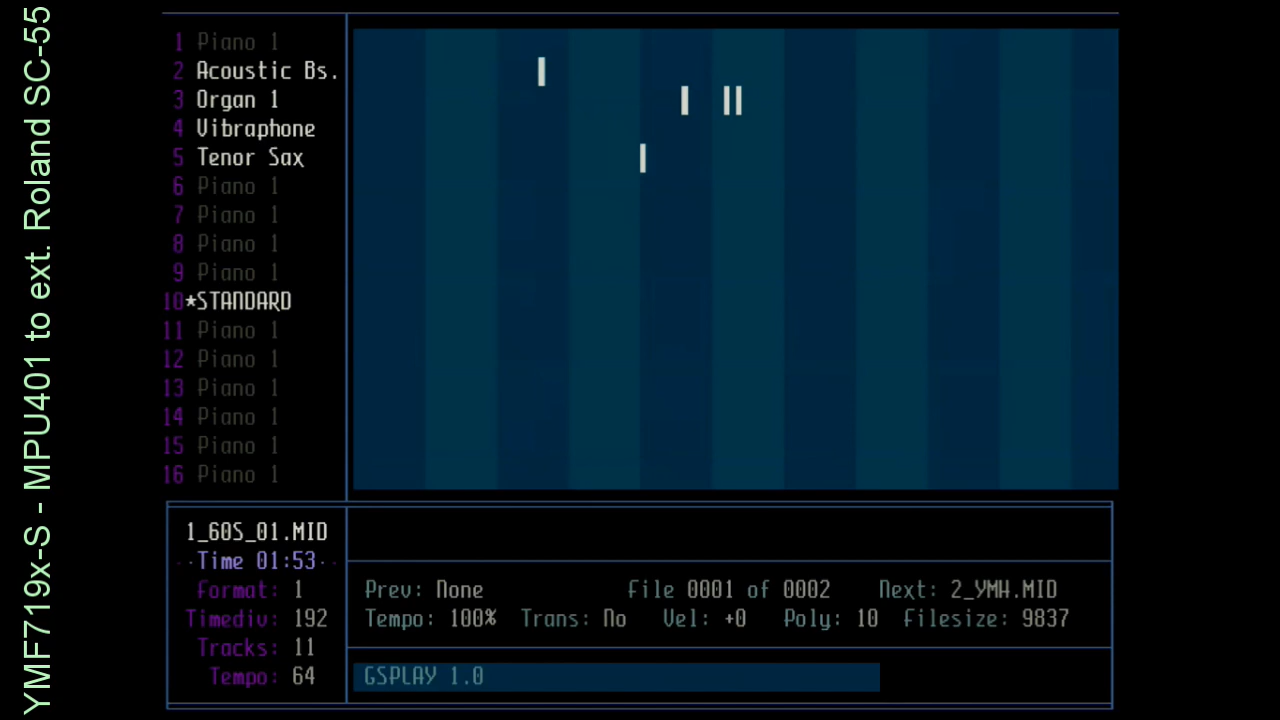 YMF719x-S - MPU401 to ext. Roland SC-55
1 Piano 1
2 Acoustic Bs.
3 Organ 1
4 Vibraphone
5 Tenor Sax
6 Piano 1
7 Piano 1
8 Piano 1
9 Piano 1
10*STANDARD
11 Piano 1
12 Piano 1
13 Piano 1
14 Piano 1
15 Piano 1
16 Piano 1
1_60S_01.MID
Time 01:53
Format: 1
Timediv: 192
Tracks: 11
Tempo: 64
Prev: None File 0001 of 0002 Next: 2_YMH.MID
Tempo: 100% Trans: No Vel: +0 Poly: 10 Filesize: 9837
GSPLAY 1.0